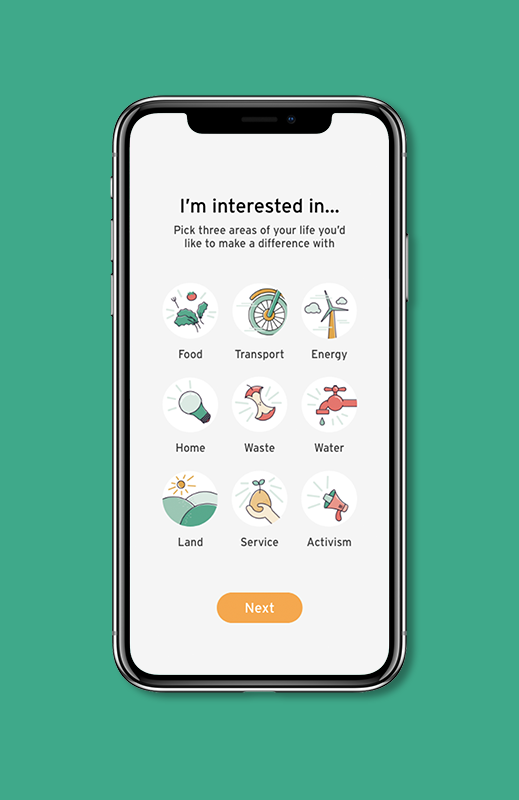 I'm interested in...
Pick three areas of your life you'd
like to make a difference with
Food Transport Energy
Home Waste Water
Land Service Activism
Next